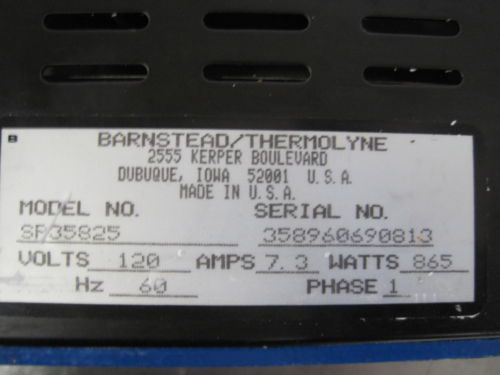 BARNSTEAD/THERMOLYNE
2555 KERPER BOULEVARD
DUBUQUE, IOWA 52001 U.S.A.
MADE IN U.S.A.
MODEL NO. SERIAL NO.
SP35825 358960690813
VOLTS 120 AMPS 7.3 WATTS 865
Hz 60 PHASE 1